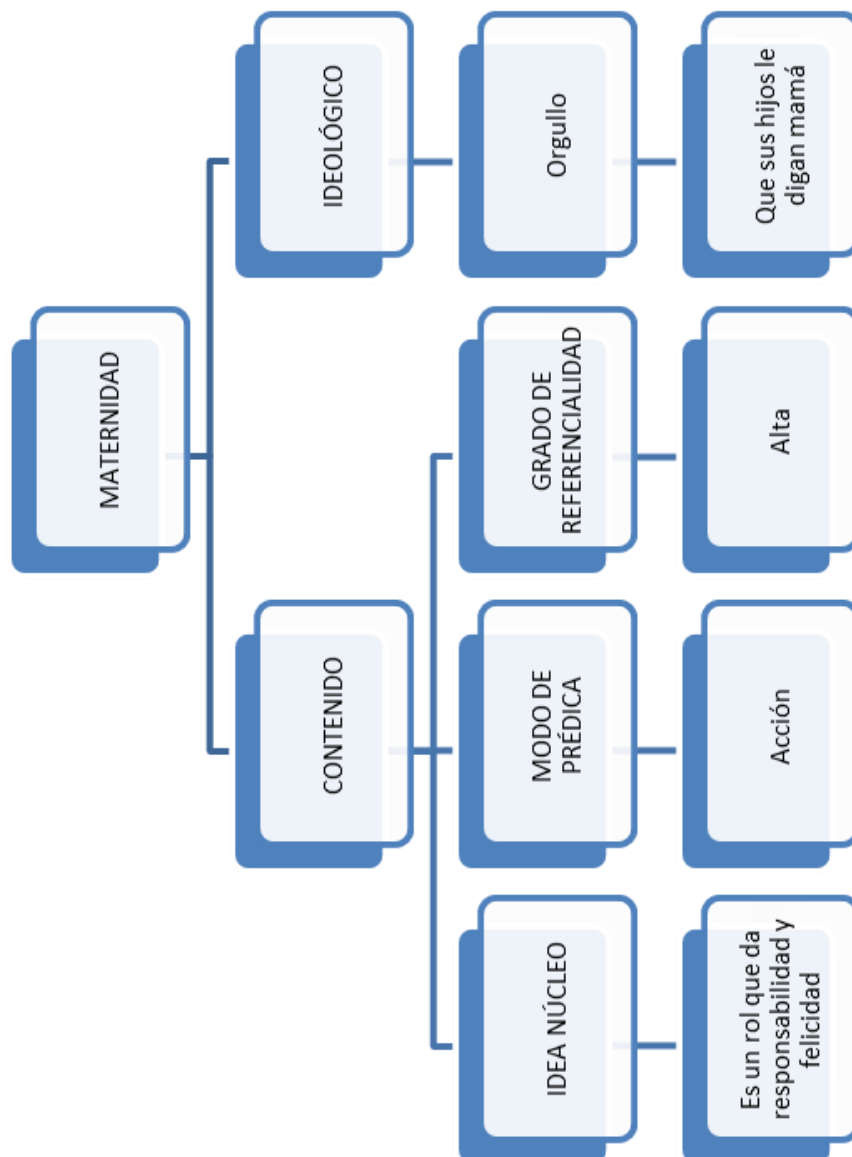 MATERNIDAD
CONTENIDO
IDEOLÓGICO
IDEA NÚCLEO
MODO DE
PRÉDICA
GRADO DE
REFERENCIALIDAD
Orgullo
Es un rol que da
responsabilidad y
felicidad
Acción
Alta
Que sus hijos le
digan mamá